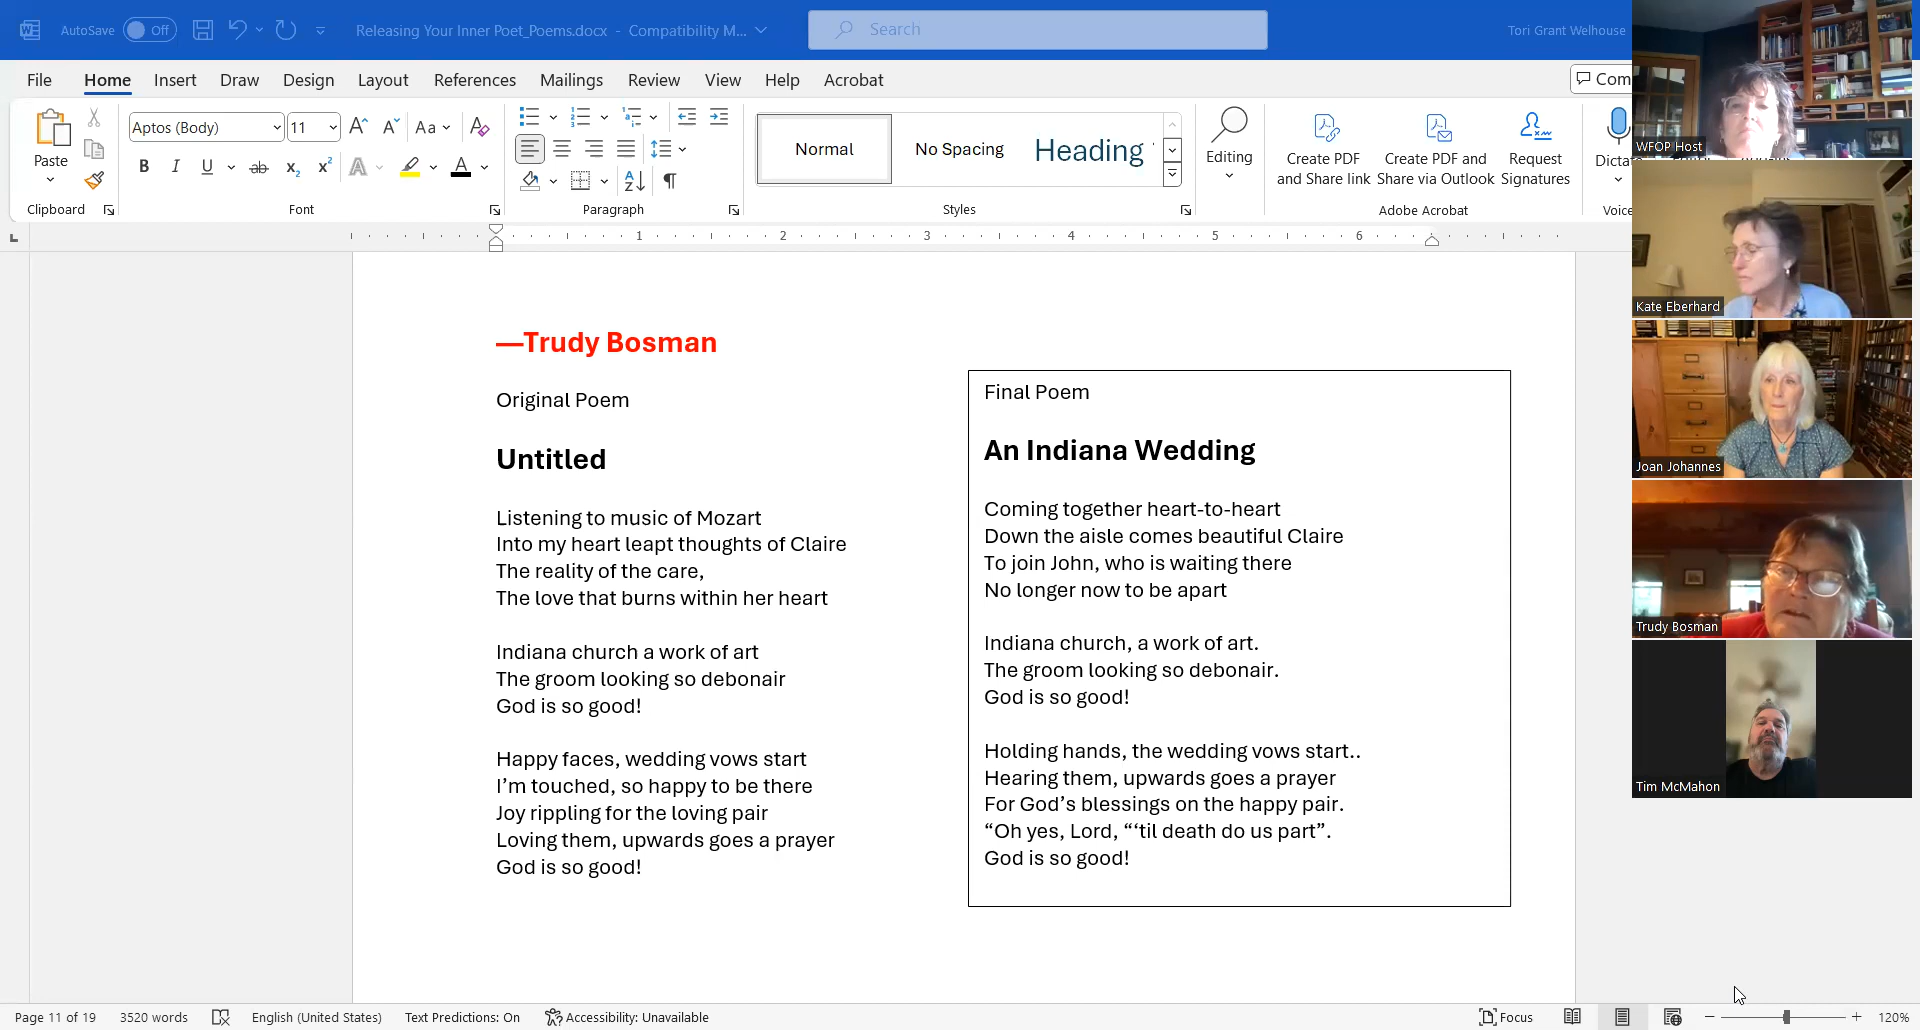 AutoSave Off Releasing Your Inner Poet_Poems.docx - Compatibility M... Search Tori Grant Welhouse
File Home Insert Draw Design Layout References Mailings Review View Help Acrobat Com
Paste
Aptos (Body) 11 Aa
B I U ab x₂ x² A A
Normal
No Spacing
Heading
Editing
Create PDF
and Share link
Create PDF and
Share via Outlook
Request
Signatures
Dictat
Clipboard Font Paragraph Styles Adobe Acrobat Voice
1 2 3 4 5 6
—Trudy Bosman
Original Poem
Untitled
Listening to music of Mozart
Into my heart leapt thoughts of Claire
The reality of the care,
The love that burns within her heart
Indiana church a work of art
The groom looking so debonair
God is so good!
Happy faces, wedding vows start
I’m touched, so happy to be there
Joy rippling for the loving pair
Loving them, upwards goes a prayer
God is so good!
Final Poem
An Indiana Wedding
Coming together heart-to-heart
Down the aisle comes beautiful Claire
To join John, who is waiting there
No longer now to be apart
Indiana church, a work of art.
The groom looking so debonair.
God is so good!
Holding hands, the wedding vows start..
Hearing them, upwards goes a prayer
For God’s blessings on the happy pair.
“Oh yes, Lord, “‘til death do us part”.
God is so good!
WFOP Host
Kate Eberhard
Joan Johannes
Trudy Bosman
Tim McMahon
Page 11 of 19 3520 words English (United States) Text Predictions: On Accessibility: Unavailable Focus 120%